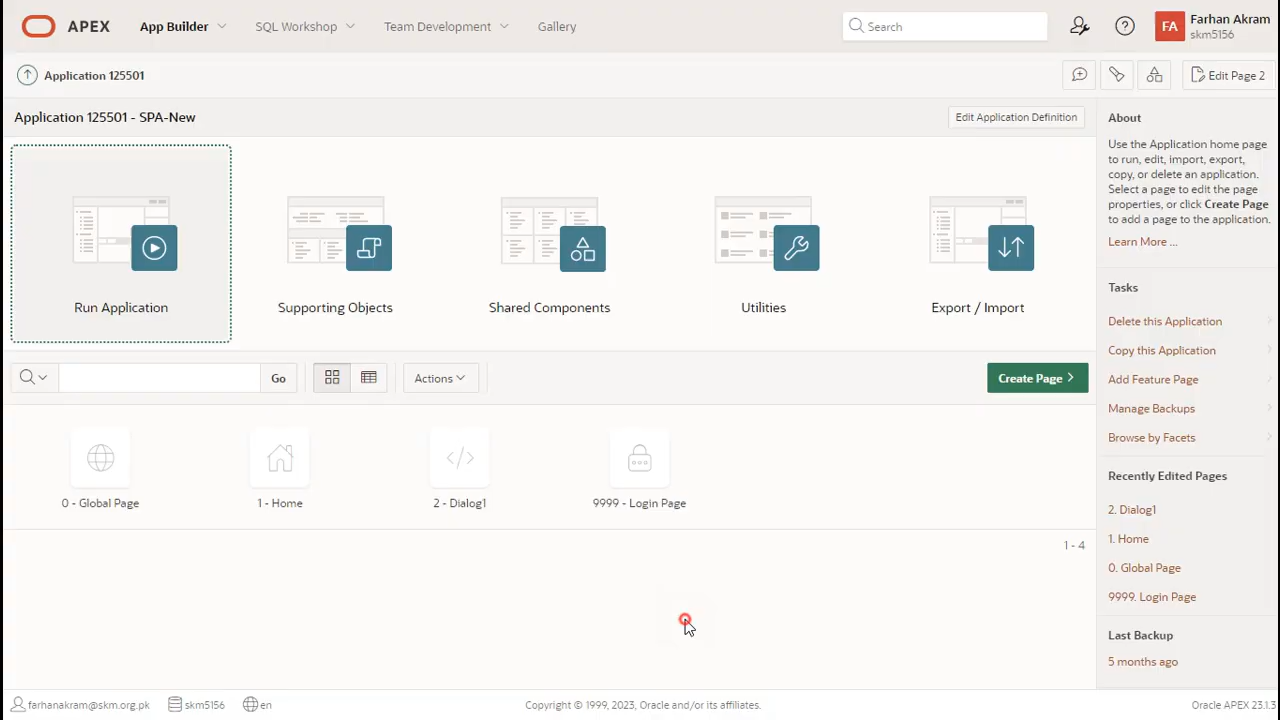 APEX
App Builder
SQL Workshop
Team Development
Gallery
Search
FA
Farhan Akram
skm5156
Application 125501
Edit Page 2
Application 125501 - SPA-New
Edit Application Definition
Run Application
Supporting Objects
Shared Components
Utilities
Export / Import
Go
Actions
Create Page
0 - Global Page
1 - Home
2 - Dialog1
9999 - Login Page
1 - 4
About
Use the Application home page
to run, edit, import, export,
copy, or delete an application.
Select a page to edit the page
properties, or click Create Page
to add a page to the application.
Learn More ...
Tasks
Delete this Application
Copy this Application
Add Feature Page
Manage Backups
Browse by Facets
Recently Edited Pages
2. Dialog1
1. Home
0. Global Page
9999. Login Page
Last Backup
5 months ago
farhanakram@skm.org.pk
skm5156
en
Copyright © 1999, 2023, Oracle and/or its affiliates.
Oracle APEX 23.1.3